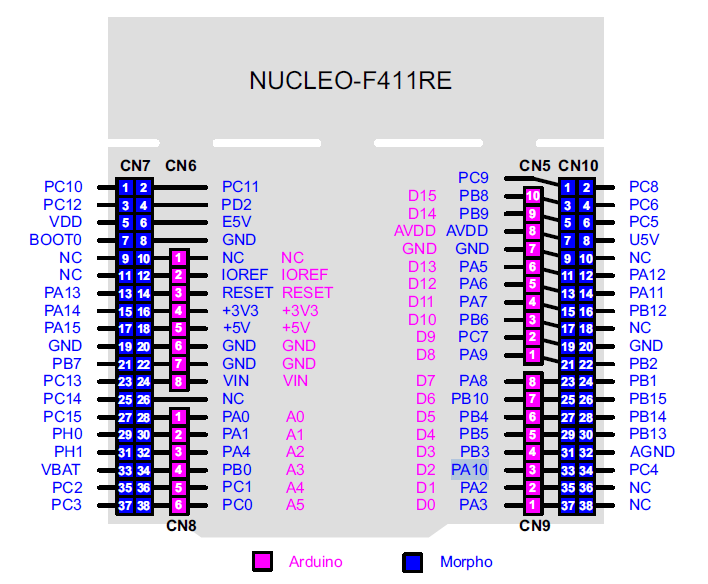 NUCLEO-F411RE
CN7 CN6 CN5 CN10
PC9
PC10 1 2 PC11 D15 PB8 10 1 2 PC8
PC12 3 4 PD2 D14 PB9 9 3 4 PC6
VDD 5 6 E5V AVDD AVDD 8 5 6 PC5
BOOT0 7 8 GND GND GND 7 7 8 U5V
NC 9 10 1 NC NC D13 PA5 6 9 10 NC
NC 11 12 2 IOREF IOREF D12 PA6 5 11 12 PA12
PA13 13 14 3 RESET RESET D11 PA7 4 13 14 PA11
PA14 15 16 4 +3V3 +3V3 D10 PB6 3 15 16 PB12
PA15 17 18 5 +5V +5V D9 PC7 2 17 18 NC
GND 19 20 6 GND GND D8 PA9 1 19 20 GND
PB7 21 22 7 GND GND 21 22 PB2
PC13 23 24 8 VIN VIN D7 PA8 8 23 24 PB1
PC14 25 26 NC D6 PB10 7 25 26 PB15
PC15 27 28 1 PA0 A0 D5 PB4 6 27 28 PB14
PH0 29 30 2 PA1 A1 D4 PB5 5 29 30 PB13
PH1 31 32 3 PA4 A2 D3 PB3 4 31 32 AGND
VBAT 33 34 4 PB0 A3 D2 PA10 3 33 34 PC4
PC2 35 36 5 PC1 A4 D1 PA2 2 35 36 NC
PC3 37 38 6 PC0 A5 D0 PA3 1 37 38 NC
CN8 CN9
Arduino Morpho